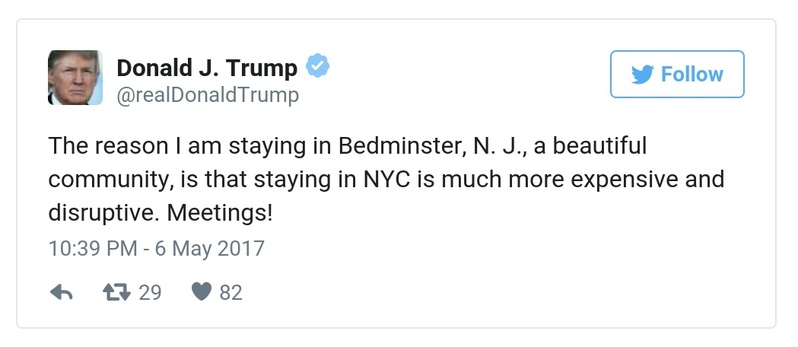 Donald J. Trump
@realDonaldTrump
Follow
The reason I am staying in Bedminster, N. J., a beautiful
community, is that staying in NYC is much more expensive and
disruptive. Meetings!
10:39 PM - 6 May 2017
29 82